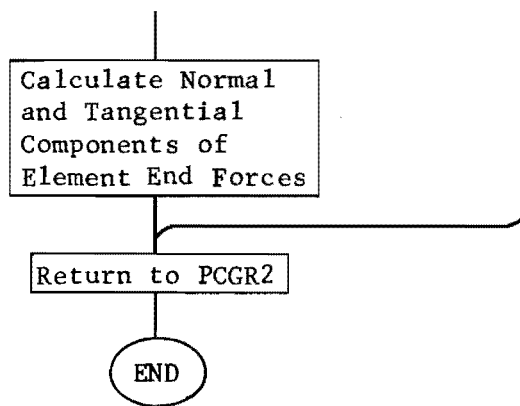 Calculate Normal
and Tangential
Components of
Element End Forces
Return to PCGR2
END